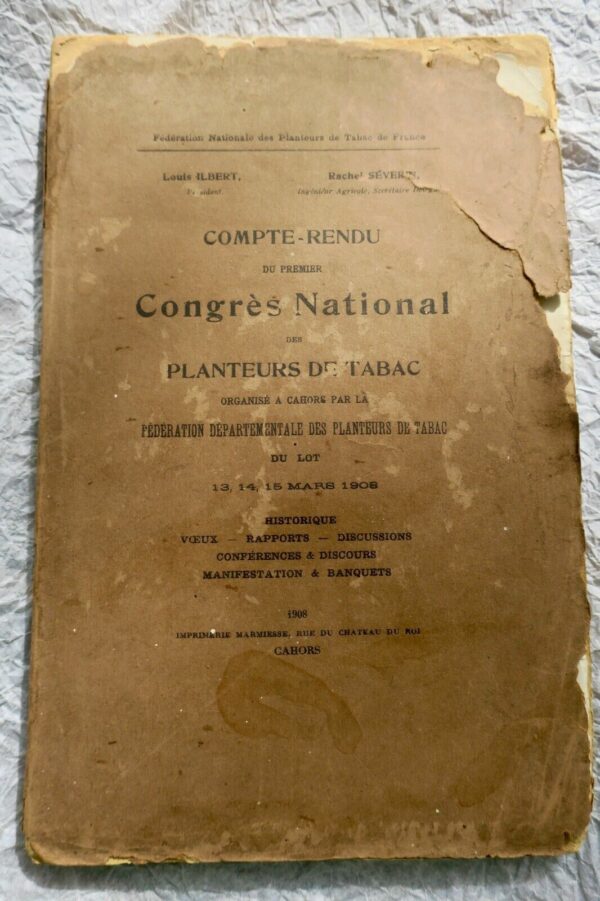 Fédération Nationale des Planteurs de Tabac de France
Louis ILBERT, Rachel SÉVERIN,
Président. Ingénieur Agricole, Secrétaire
COMPTE-RENDU
DU PREMIER
Congrès National
DES
PLANTEURS DE TABAC
ORGANISÉ A CAHORS PAR LA
FÉDÉRATION DÉPARTEMENTALE DES PLANTEURS DE TABAC
DU LOT
13, 14, 15 MARS 1908
HISTORIQUE
VŒUX — RAPPORTS — DISCUSSIONS
CONFÉRENCES & DISCOURS
MANIFESTATION & BANQUETS
1908
IMPRIMERIE MARMIESSE, RUE DU CHATEAU DU ROI
CAHORS